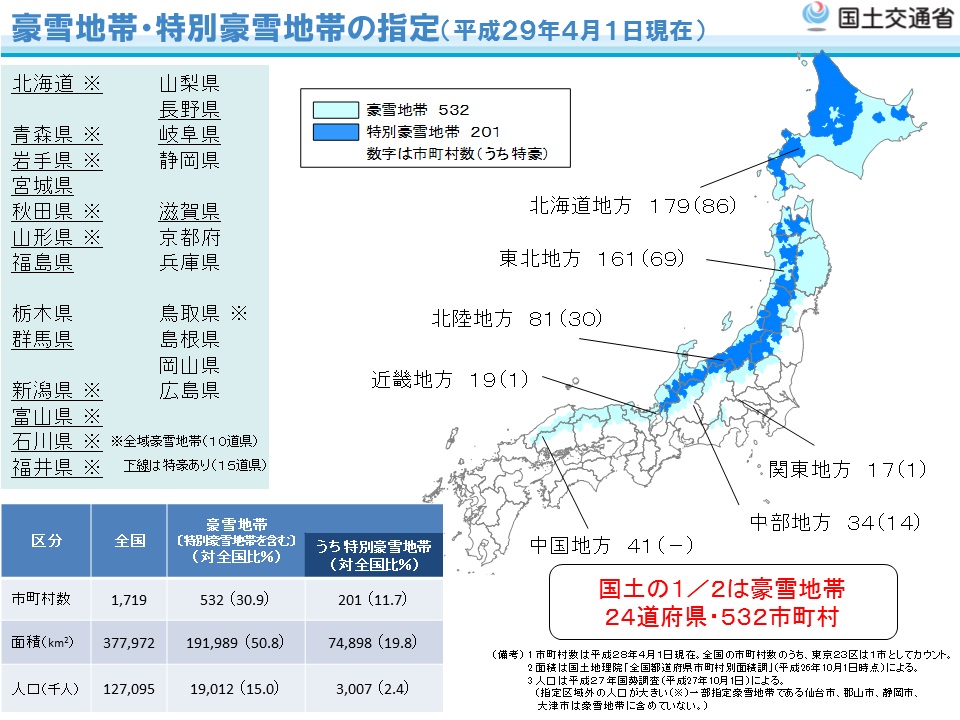 豪雪地帯・特別豪雪地帯の指定（平成２９年４月１日現在）
国土交通省
北海道 ※
青森県 ※
岩手県 ※
宮城県
秋田県 ※
山形県 ※
福島県
栃木県
群馬県
新潟県 ※
富山県 ※
石川県 ※
福井県 ※
山梨県
長野県
岐阜県
静岡県
滋賀県
京都府
兵庫県
鳥取県 ※
島根県
岡山県
広島県
※全域豪雪地帯（１０道県）
下線は特豪あり（１５道県）
豪雪地帯 ５３２
特別豪雪地帯 ２０１
数字は市町村数（うち特豪）
北海道地方 １７９（８６）
東北地方 １６１（６９）
北陸地方 ８１（３０）
近畿地方 １９（１）
関東地方 １７（１）
中部地方 ３４（１４）
中国地方 ４１（－）
国土の１／２は豪雪地帯
２４道府県・５３２市町村
区分 全国 豪雪地帯
〔特別豪雪地帯を含む〕
（対全国比％） うち特別豪雪地帯
（対全国比％）
市町村数 1,719 532（30.9） 201（11.7）
面積（km²） 377,972 191,989（50.8） 74,898（19.8）
人口（千人） 127,095 19,012（15.0） 3,007（2.4）
（備考）１市町村数は平成２８年４月１日現在。全国の市町村数のうち、東京２３区は１市としてカウント。
２面積は国土地理院「全国都道府県市町村別面積調」（平成２６年１０月１日時点）による。
３人口は平成２７年国勢調査（平成２７年１０月１日）による。
（指定区域外の人口が大きい（※）一部指定豪雪地帯である仙台市、郡山市、静岡市、
大津市は豪雪地帯に含めていない。）